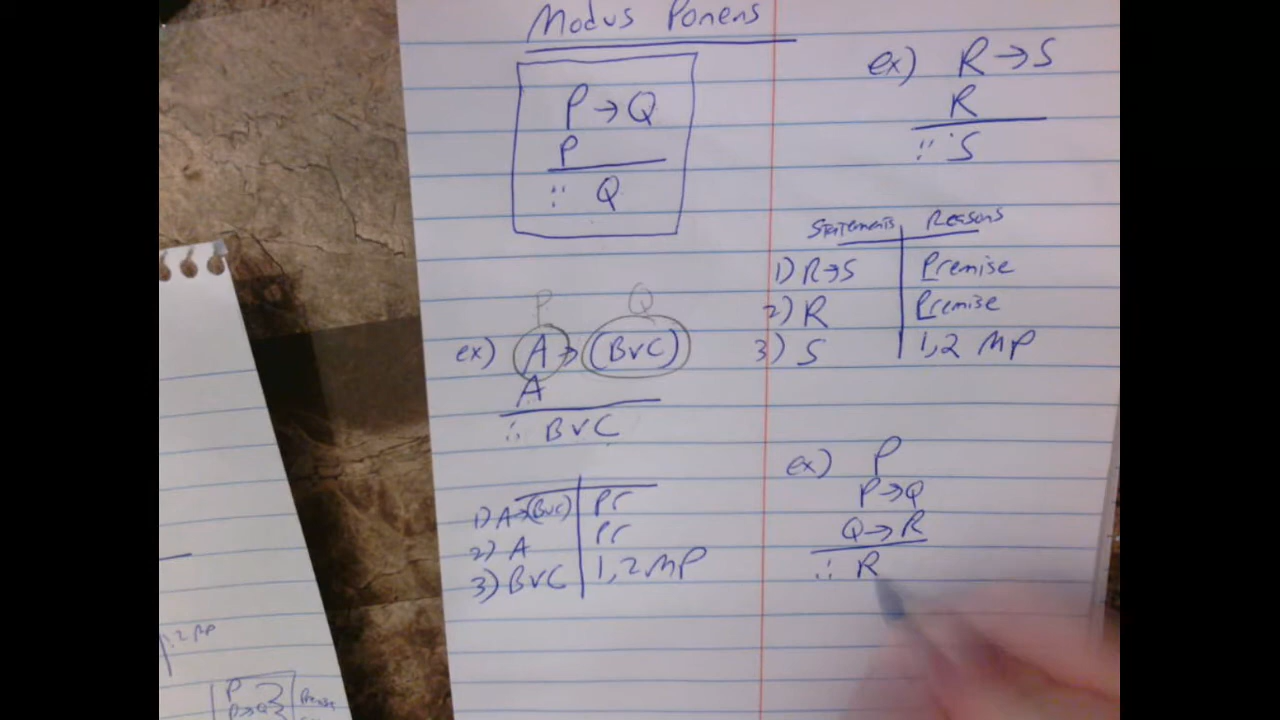 Modus Ponens
P → Q
P
∴ Q
ex) R → S
R
∴ S
Statements | Reasons
1) R → S | Premise
2) R | Premise
3) S | 1,2 MP
P Q
ex) A → (B∨C)
A
∴ B∨C
1) A → (B∨C) | Pr
2) A | Pr
3) B∨C | 1,2 MP
ex) P
P → Q
Q → R
∴ R
P
P → Q